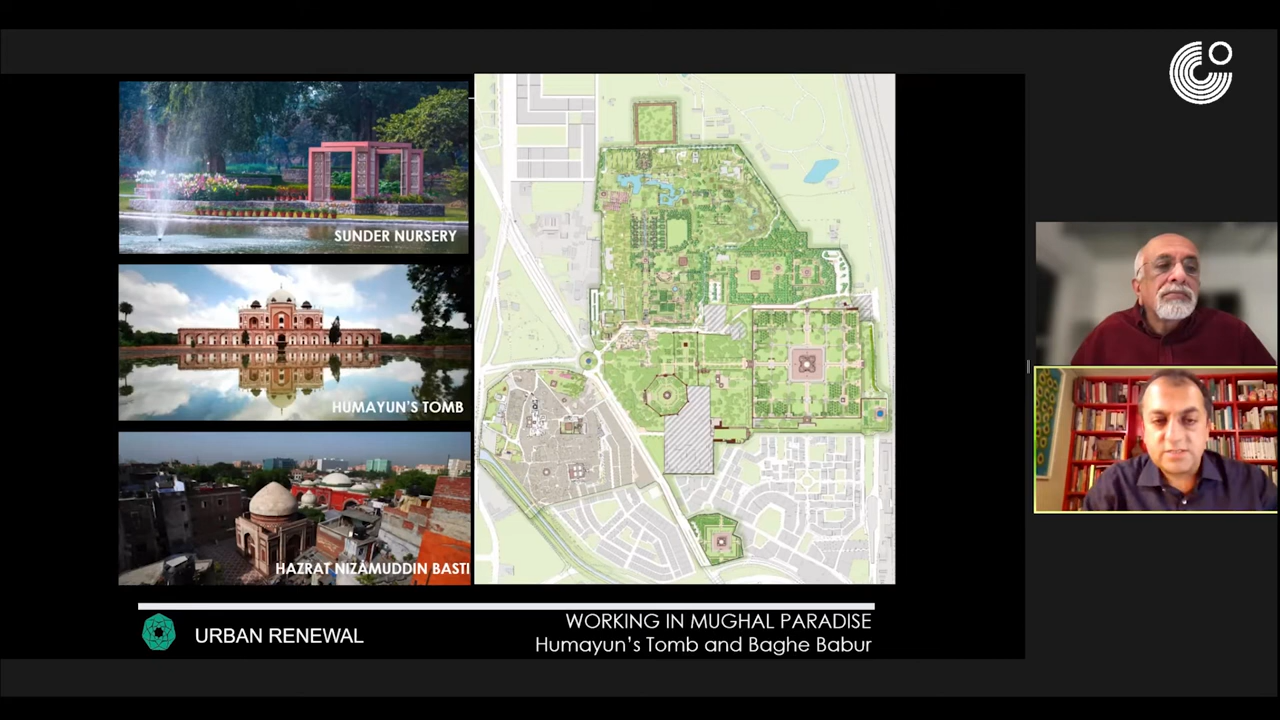 SUNDER NURSERY
HUMAYUN'S TOMB
HAZRAT NIZAMUDDIN BASTI
URBAN RENEWAL
WORKING IN MUGHAL PARADISE
Humayun's Tomb and Baghe Babur